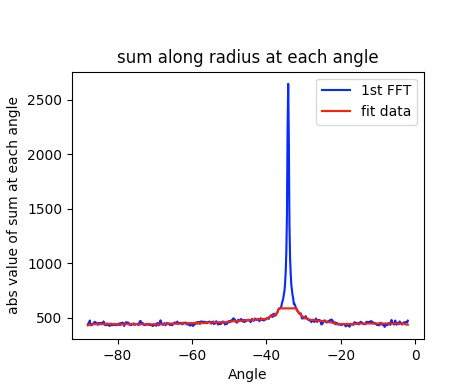 sum along radius at each angle
abs value of sum at each angle
2500
2000
1500
1000
500
1st FFT
fit data
−80 −60 −40 −20 0
Angle